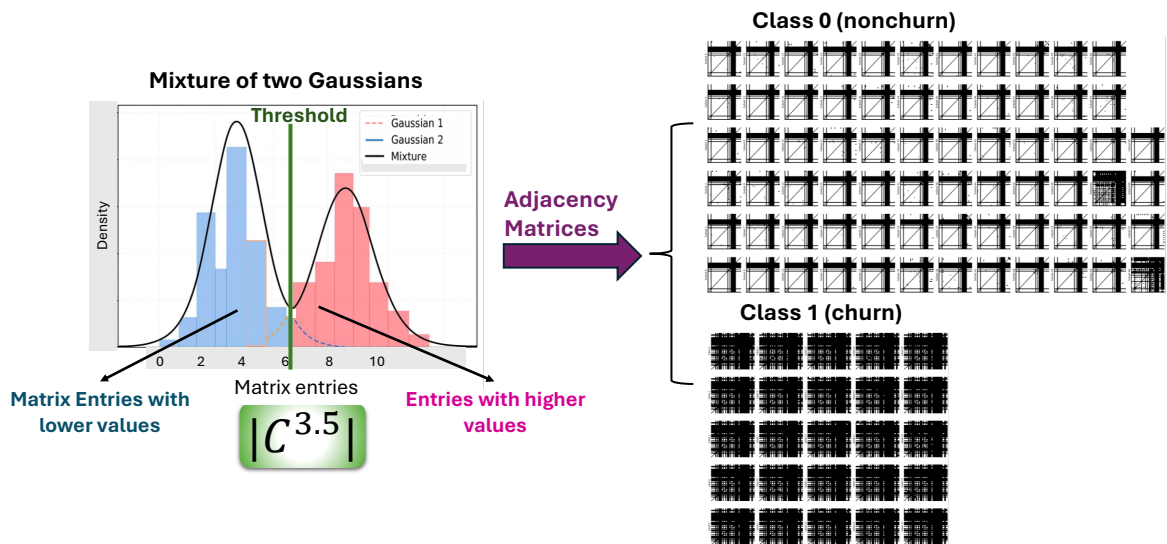 Class 0 (nonchurn)
Mixture of two Gaussians
Threshold
Gaussian 1
Gaussian 2
Mixture
Density
0 2 4 6 8 10
Matrix entries
Matrix Entries with
lower values
Entries with higher
values
|C^3.5|
Adjacency
Matrices
Class 1 (churn)